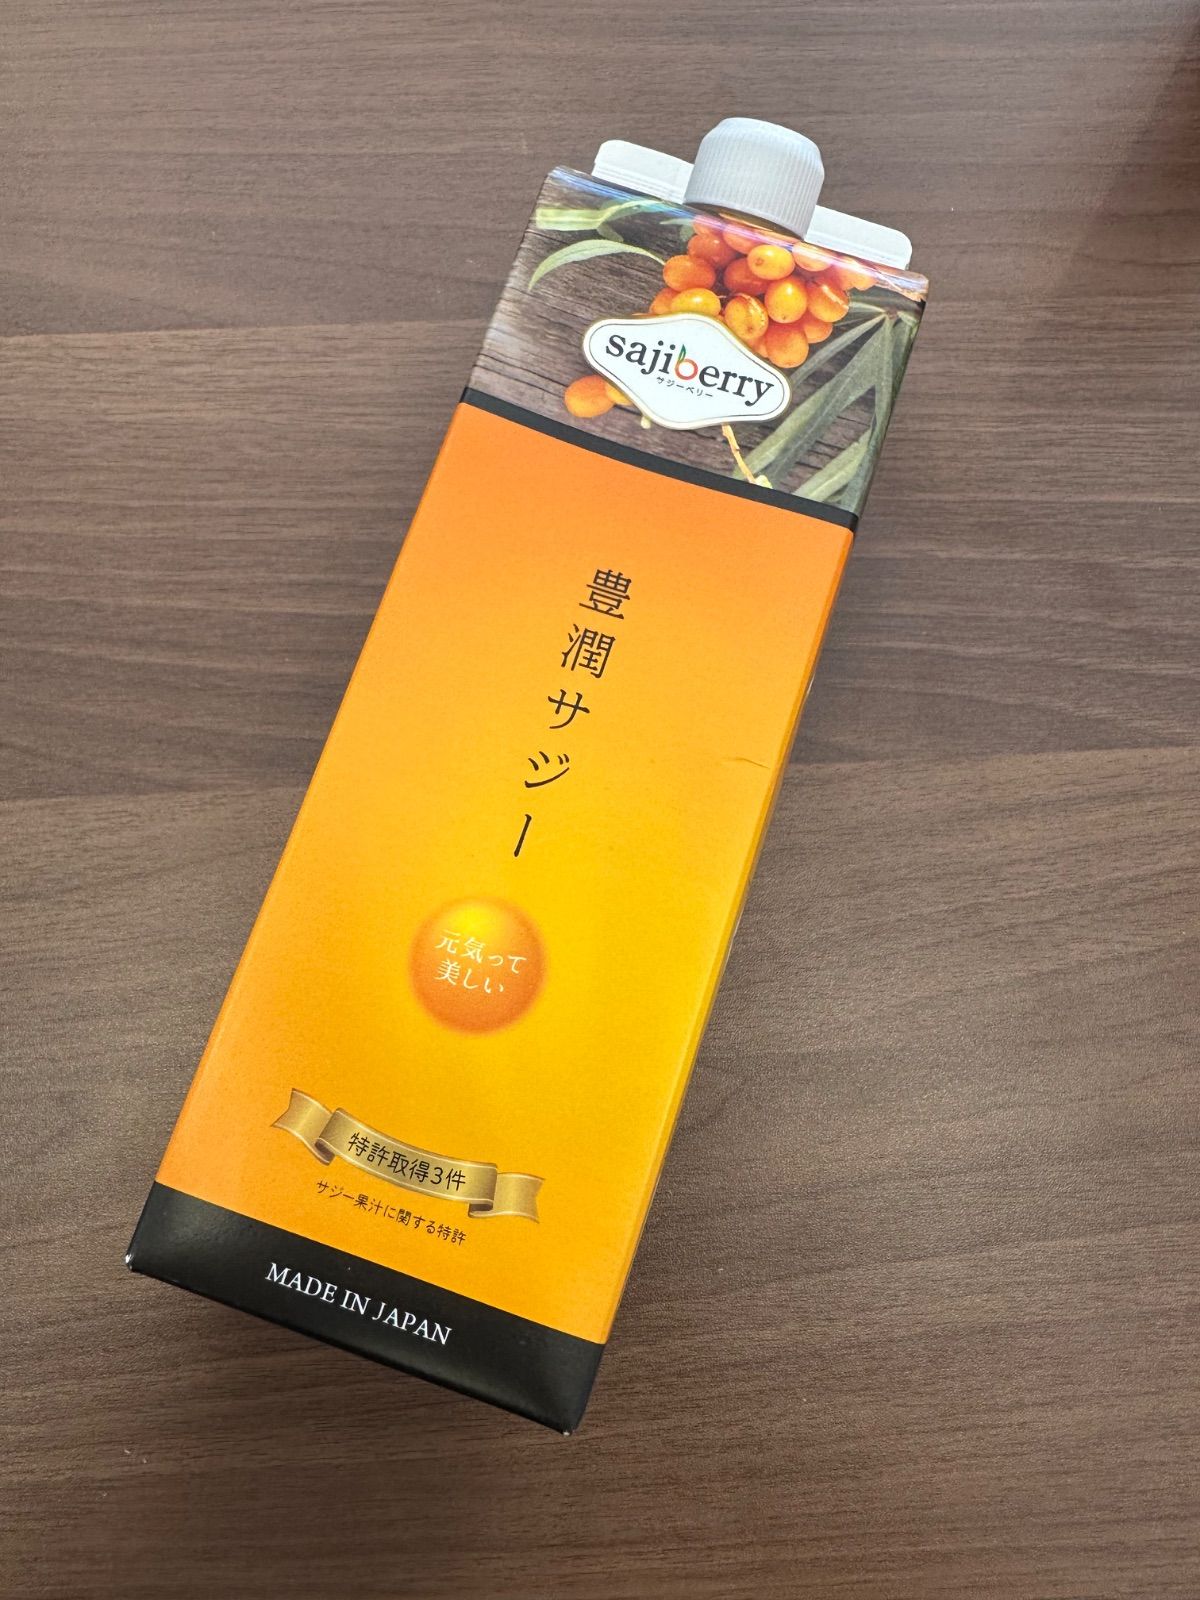 sajiberry
サジーベリー
豊潤サジー
元気って
美しい
特許取得3件
サジー果汁に関する特許
MADE IN JAPAN